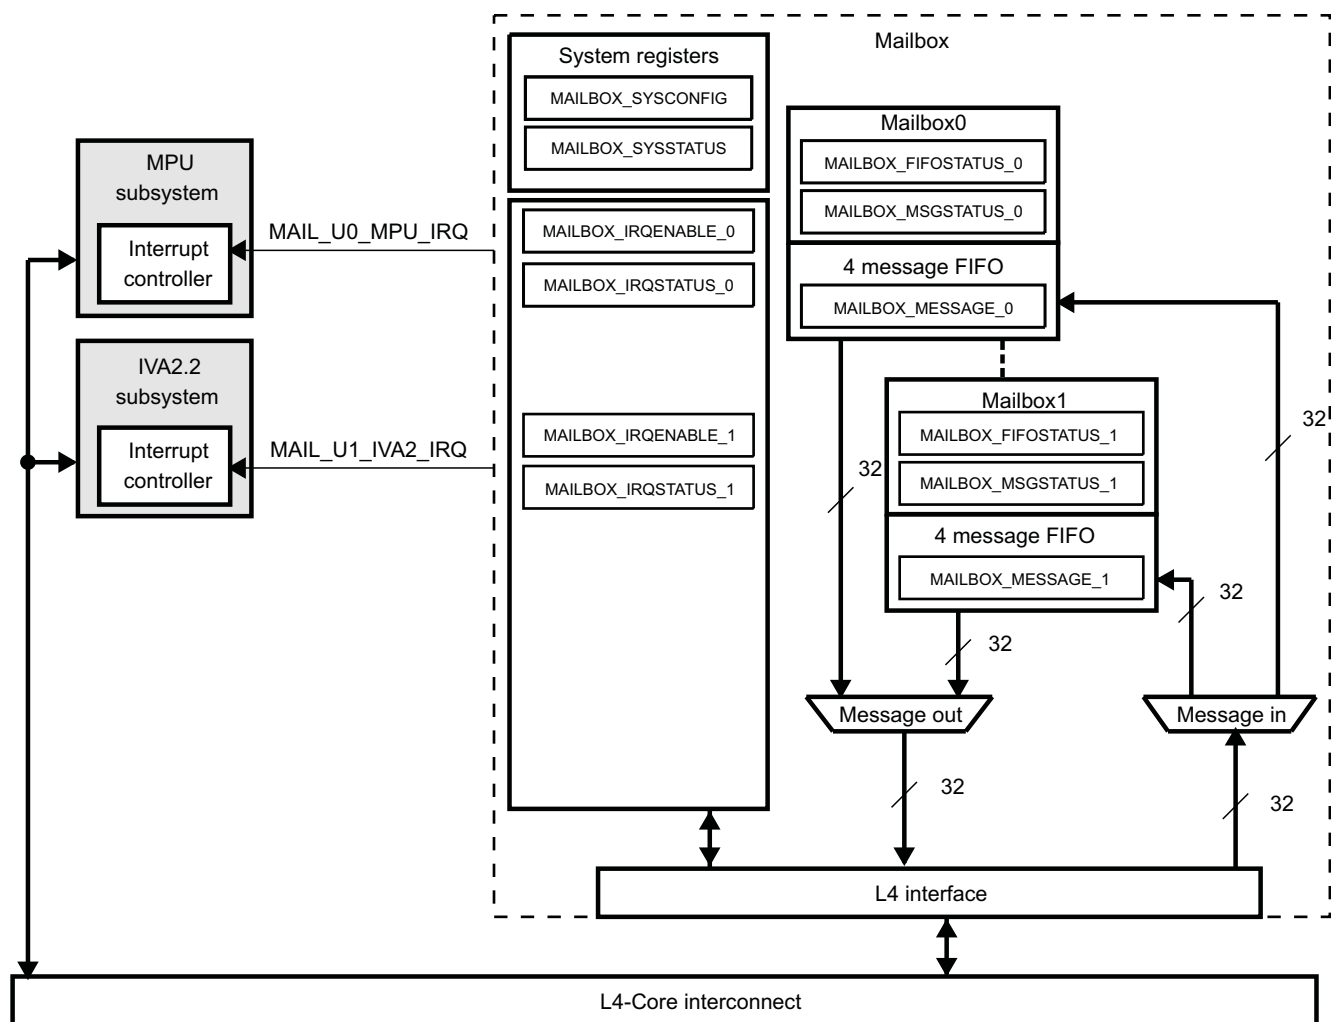 Mailbox
System registers
MAILBOX_SYSCONFIG
MAILBOX_SYSSTATUS
MAILBOX_IRQENABLE_0
MAILBOX_IRQSTATUS_0
MAILBOX_IRQENABLE_1
MAILBOX_IRQSTATUS_1
MPU
subsystem
Interrupt
controller
MAIL_U0_MPU_IRQ
IVA2.2
subsystem
Interrupt
controller
MAIL_U1_IVA2_IRQ
Mailbox0
MAILBOX_FIFOSTATUS_0
MAILBOX_MSGSTATUS_0
4 message FIFO
MAILBOX_MESSAGE_0
Mailbox1
MAILBOX_FIFOSTATUS_1
MAILBOX_MSGSTATUS_1
4 message FIFO
MAILBOX_MESSAGE_1
32
32
32
32
Message out
Message in
32
32
L4 interface
L4-Core interconnect